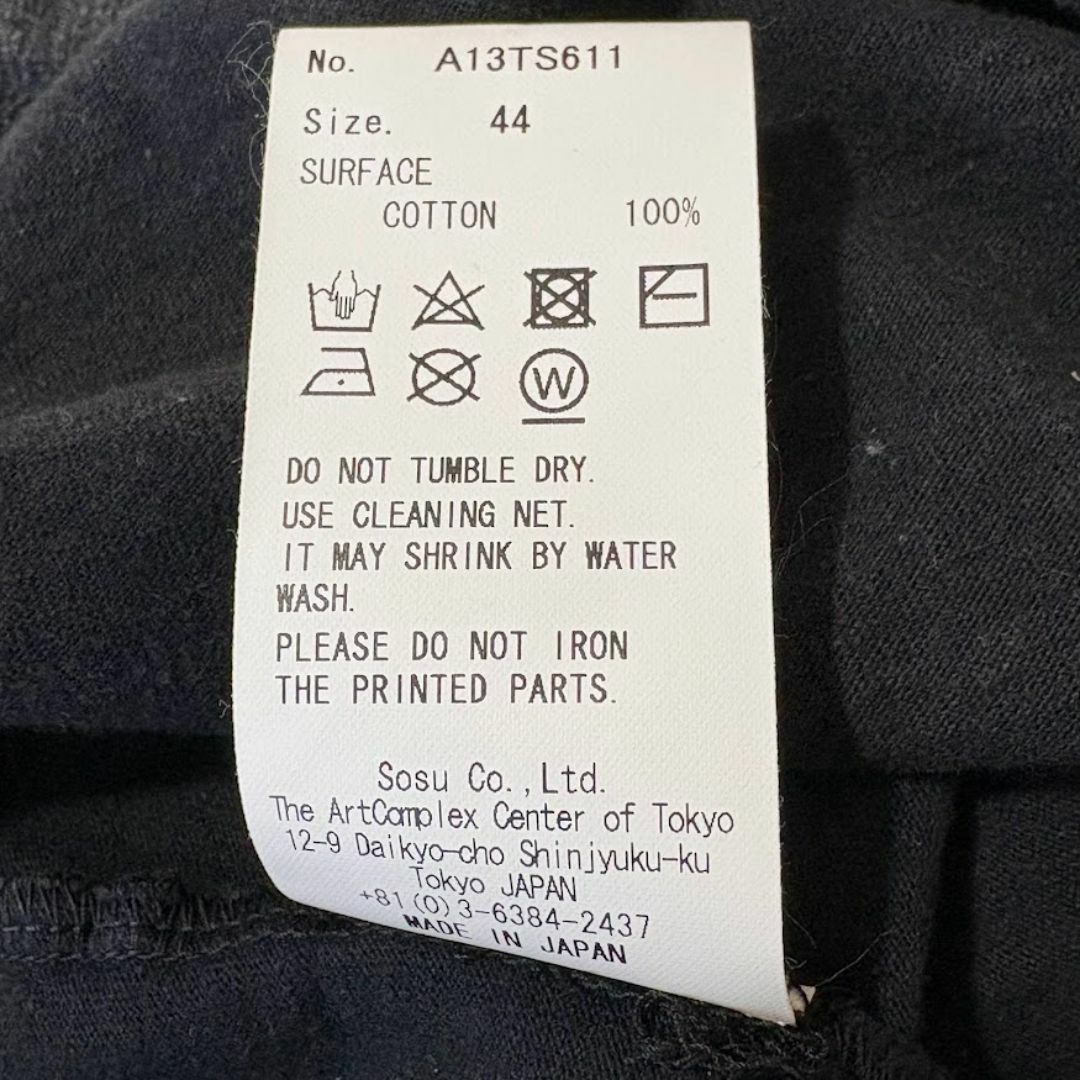 No. A13TS611
Size. 44
SURFACE
COTTON 100%
W
DO NOT TUMBLE DRY.
USE CLEANING NET.
IT MAY SHRINK BY WATER
WASH.
PLEASE DO NOT IRON
THE PRINTED PARTS.
Sosu Co., Ltd.
The ArtComplex Center of Tokyo
12-9 Daikyo-cho Shinjyuku-ku
Tokyo JAPAN
+81(0)3-6384-2437
MADE IN JAPAN